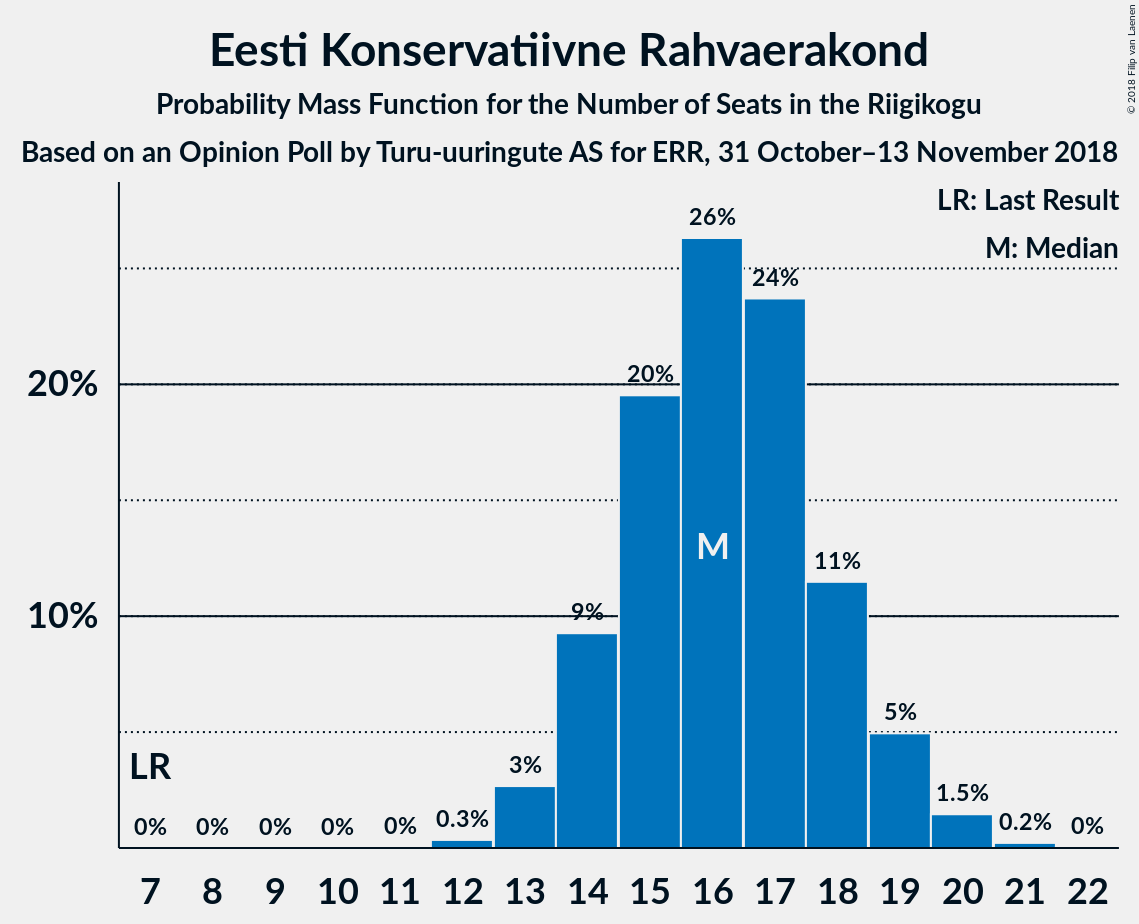 Eesti Konservatiivne Rahvaerakond
Probability Mass Function for the Number of Seats in the Riigikogu
Based on an Opinion Poll by Turu-uuringute AS for ERR, 31 October–13 November 2018
© 2018 Filip van Laenen
LR: Last Result
M: Median
26%
24%
20%
20%
M
11%
10%
9%
5%
LR
3%
1.5%
0% 0% 0% 0% 0% 0.3% 0.2% 0%
7 8 9 10 11 12 13 14 15 16 17 18 19 20 21 22